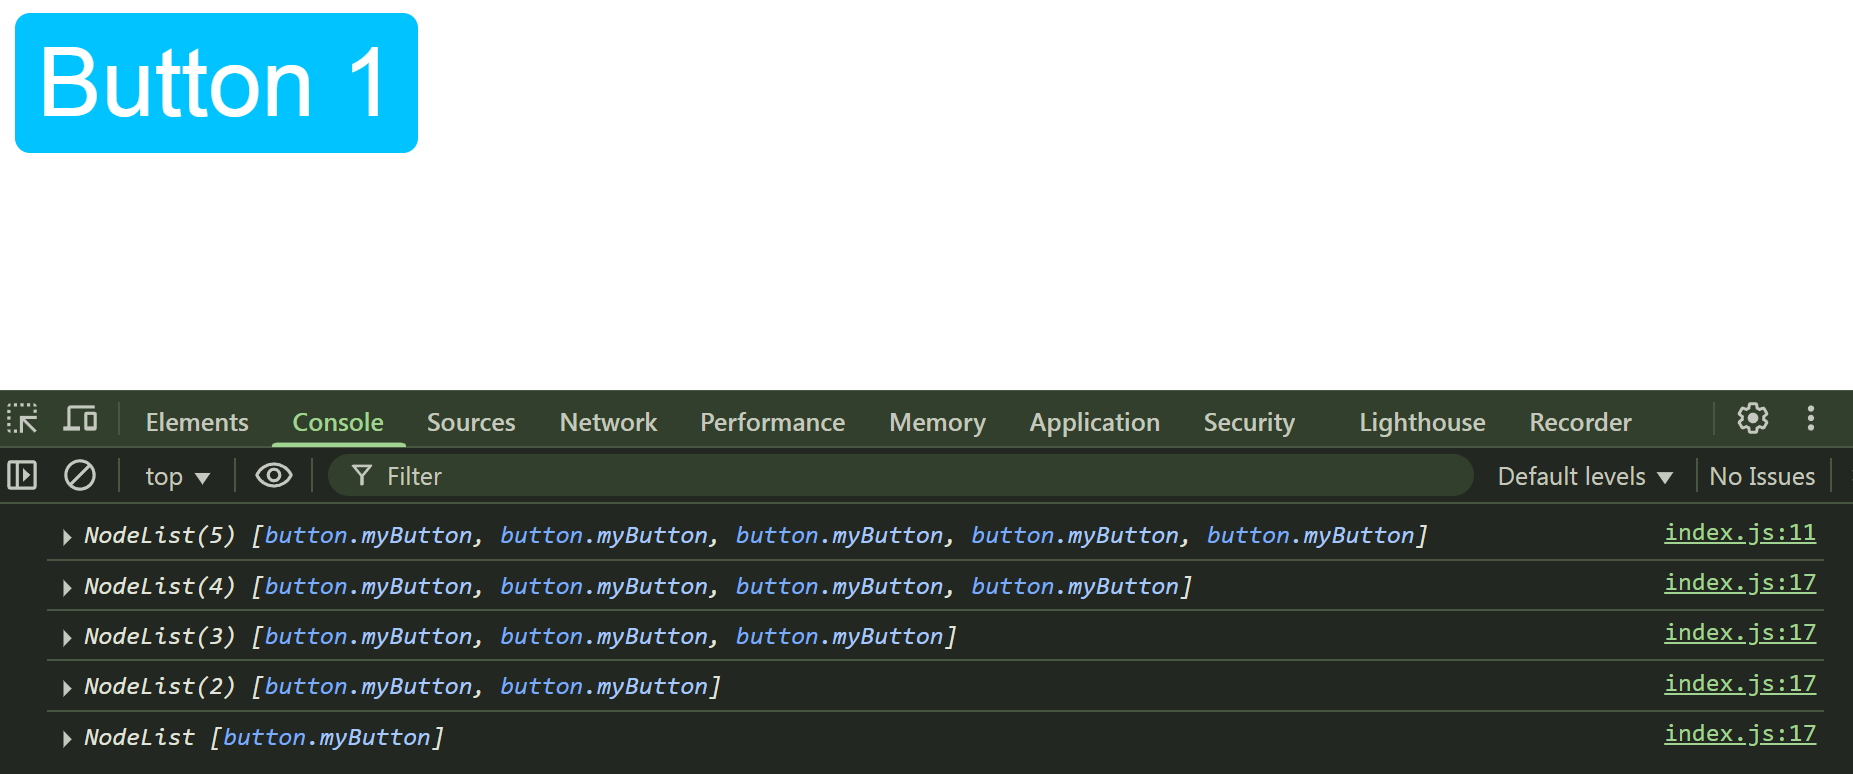 Button 1
Elements Console Sources Network Performance Memory Application Security Lighthouse Recorder
top Filter Default levels No Issues
NodeList(5) [button.myButton, button.myButton, button.myButton, button.myButton, button.myButton] index.js:11
NodeList(4) [button.myButton, button.myButton, button.myButton, button.myButton] index.js:17
NodeList(3) [button.myButton, button.myButton, button.myButton] index.js:17
NodeList(2) [button.myButton, button.myButton] index.js:17
NodeList [button.myButton] index.js:17